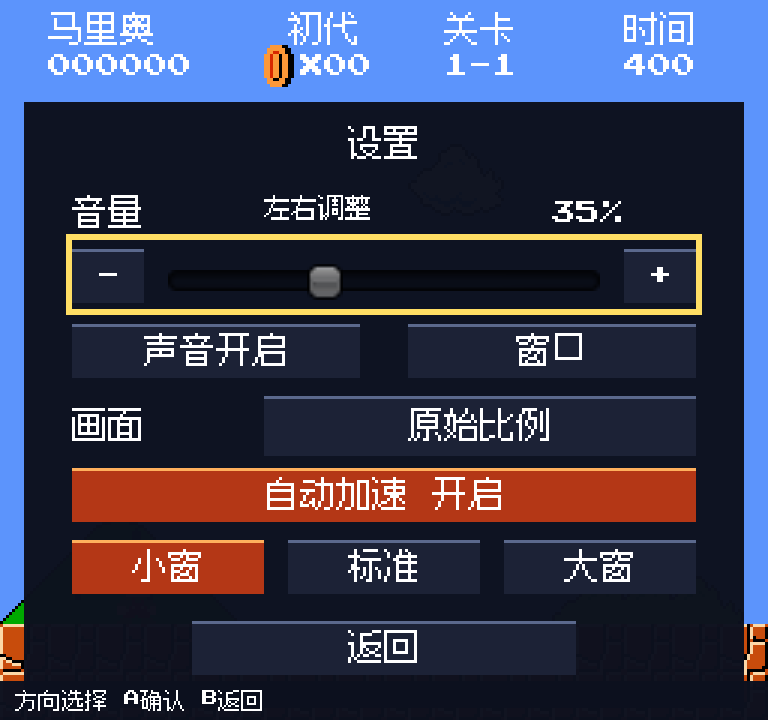 马里奥 初代 关卡 时间
000000 x00 1-1 400
设置
音量 左右调整 35%
- +
声音开启 窗口
画面 原始比例
自动加速 开启
小窗 标准 大窗
返回
方向选择 A确认 B返回